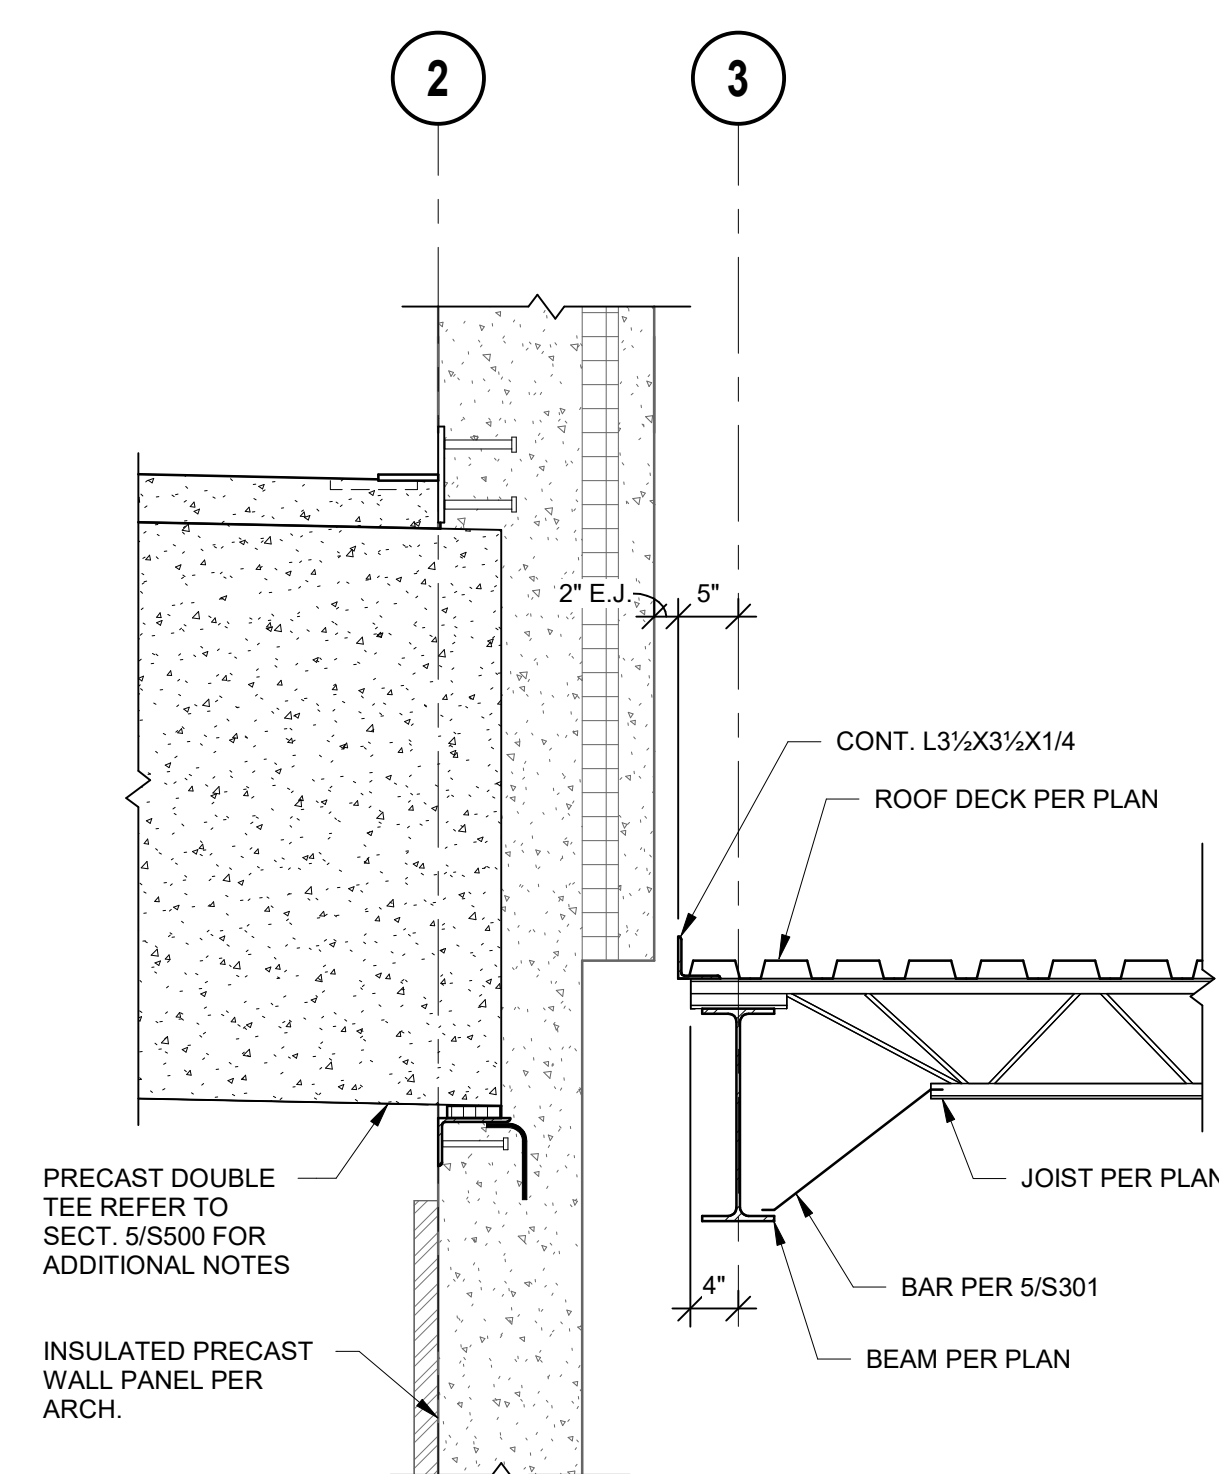 2
3
2" E.J.
5"
CONT. L3½X3½X1/4
ROOF DECK PER PLAN
PRECAST DOUBLE
TEE REFER TO
SECT. 5/S500 FOR
ADDITIONAL NOTES
JOIST PER PLAN
4"
BAR PER 5/S301
BEAM PER PLAN
INSULATED PRECAST
WALL PANEL PER
ARCH.